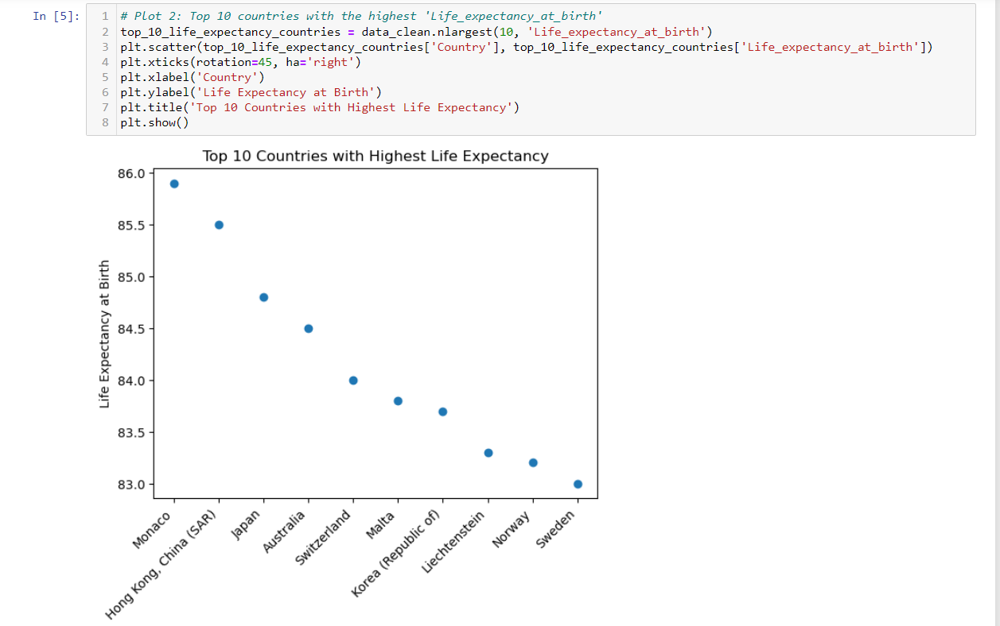 In [5]:
1 # Plot 2: Top 10 countries with the highest 'Life_expectancy_at_birth'
2 top_10_life_expectancy_countries = data_clean.nlargest(10, 'Life_expectancy_at_birth')
3 plt.scatter(top_10_life_expectancy_countries['Country'], top_10_life_expectancy_countries['Life_expectancy_at_birth'])
4 plt.xticks(rotation=45, ha='right')
5 plt.xlabel('Country')
6 plt.ylabel('Life Expectancy at Birth')
7 plt.title('Top 10 Countries with Highest Life Expectancy')
8 plt.show()
Top 10 Countries with Highest Life Expectancy
Life Expectancy at Birth
86.0
85.5
85.0
84.5
84.0
83.5
83.0
Monaco
Hong Kong, China (SAR)
Japan
Australia
Switzerland
Malta
Korea (Republic of)
Liechtenstein
Norway
Sweden